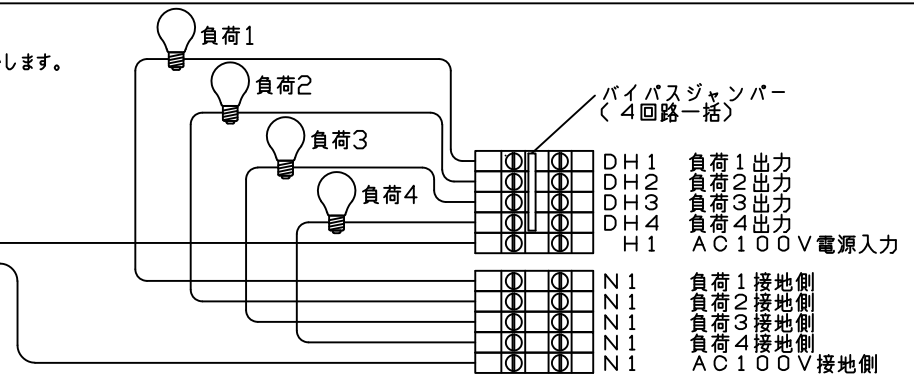 負荷1
します。
負荷2
バイパスジャンパー
(4回路一括)
負荷3
負荷4
DH1 負荷1出力
DH2 負荷2出力
DH3 負荷3出力
DH4 負荷4出力
H1 AC100V電源入力
N1 負荷1接地側
N1 負荷2接地側
N1 負荷3接地側
N1 負荷4接地側
N1 AC100V接地側